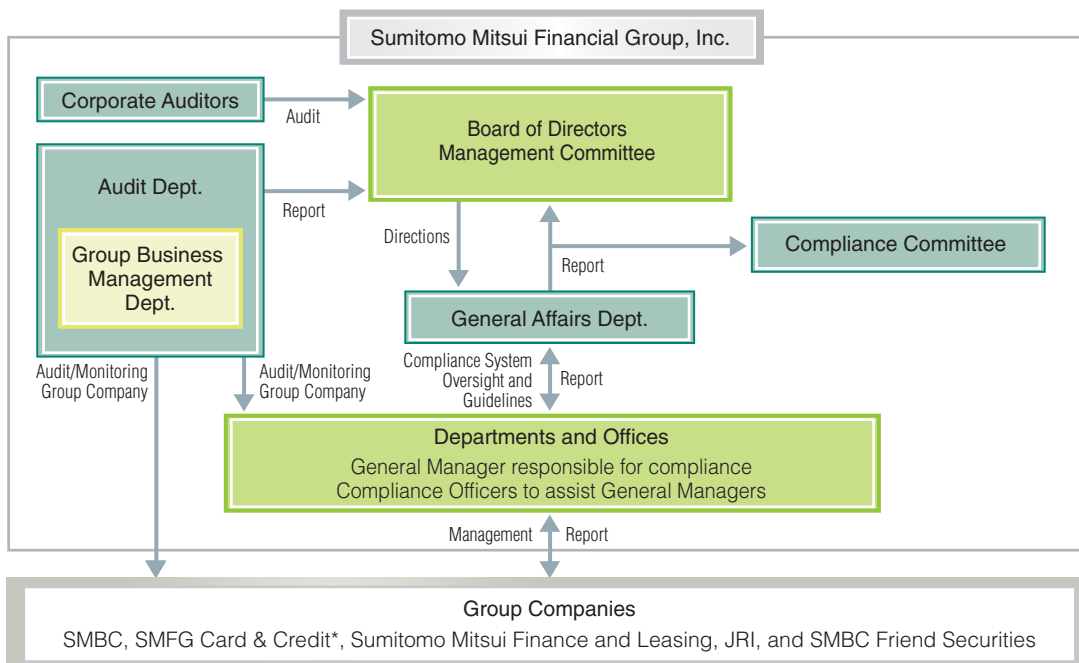 Sumitomo Mitsui Financial Group, Inc.
Corporate Auditors
Audit
Board of Directors
Management Committee
Audit Dept.
Report
Group Business
Management
Dept.
Directions
Report
Compliance Committee
General Affairs Dept.
Audit/Monitoring
Group Company
Audit/Monitoring
Group Company
Compliance System
Oversight and
Guidelines
Report
Departments and Offices
General Manager responsible for compliance
Compliance Officers to assist General Managers
Management
Report
Group Companies
SMBC, SMFG Card & Credit*, Sumitomo Mitsui Finance and Leasing, JRI, and SMBC Friend Securities